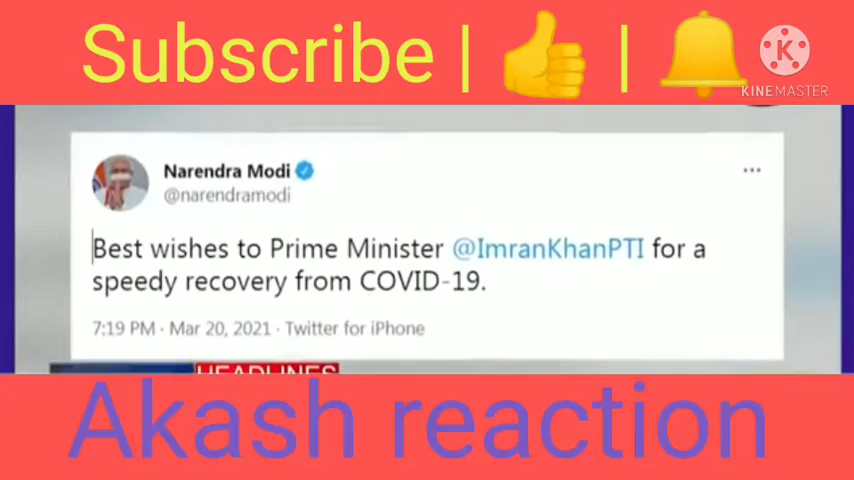 Subscribe | 👍 | 🔔
KINEMASTER
Narendra Modi
@narendramodi
Best wishes to Prime Minister @ImranKhanPTI for a
speedy recovery from COVID-19.
7:19 PM · Mar 20, 2021 · Twitter for iPhone
HEADLINES
Akash reaction